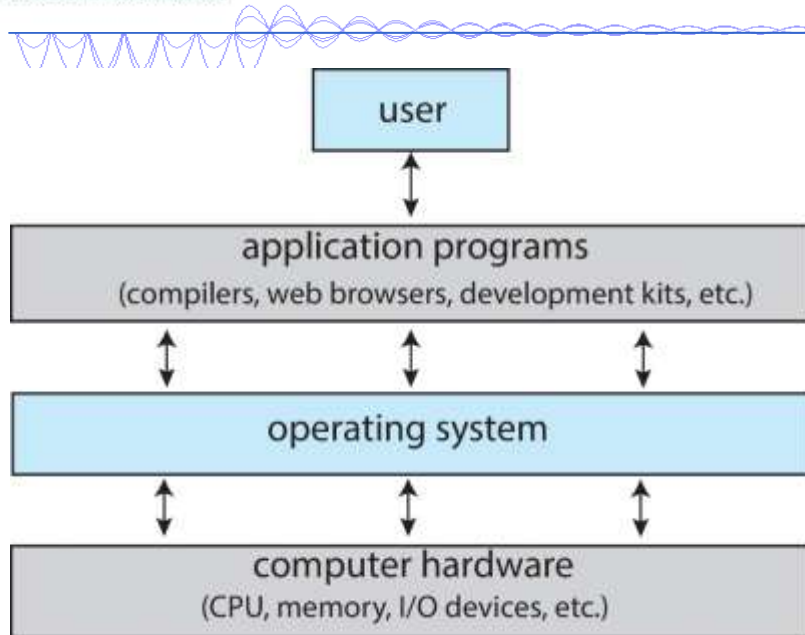 user
application programs
(compilers, web browsers, development kits, etc.)
operating system
computer hardware
(CPU, memory, I/O devices, etc.)